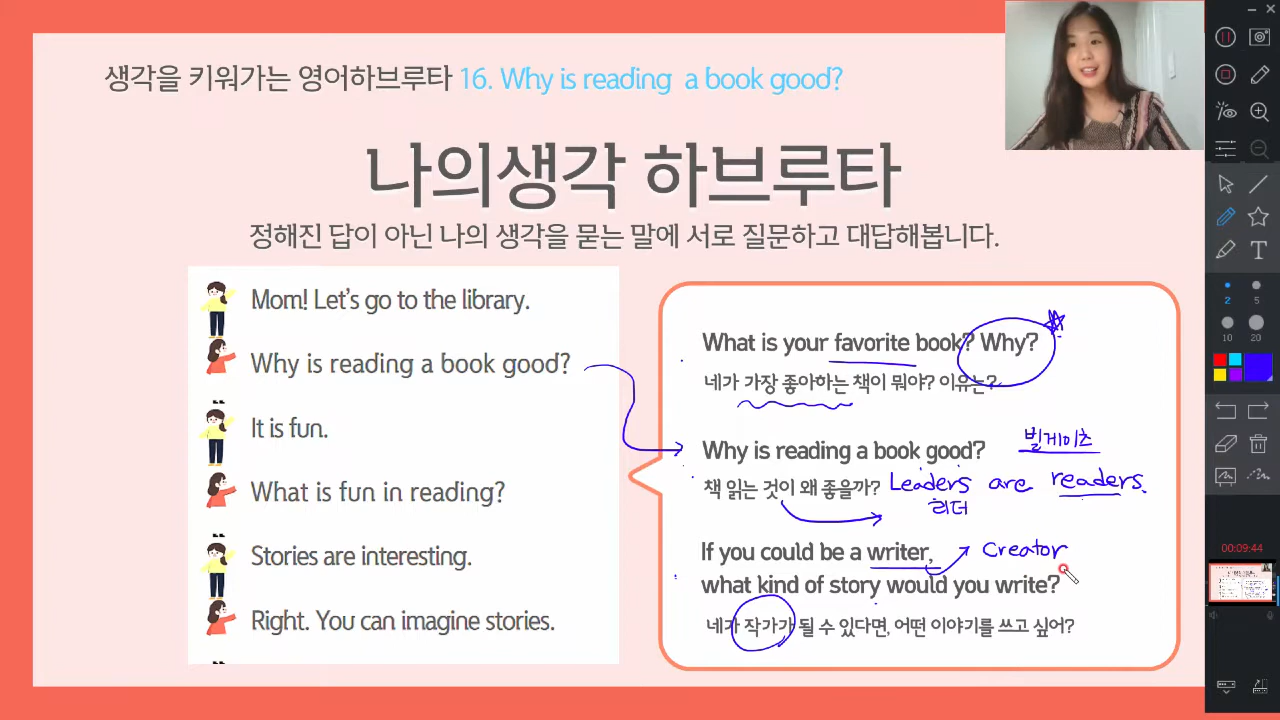 생각을 키워가는 영어하브루타 16. Why is reading a book good?
나의생각 하브루타
정해진 답이 아닌 나의 생각을 묻는 말에 서로 질문하고 대답해봅니다.
Mom! Let's go to the library.
Why is reading a book good?
It is fun.
What is fun in reading?
Stories are interesting.
Right. You can imagine stories.
What is your favorite book? Why?
네가 가장 좋아하는 책이 뭐야? 이유는?
Why is reading a book good? 빌게이츠
책 읽는 것이 왜 좋을까? Leaders are readers.
리더
If you could be a writer, Creator
what kind of story would you write?
네가 작가가 될 수 있다면, 어떤 이야기를 쓰고 싶어?
T
2 5
10 20
00:09:44